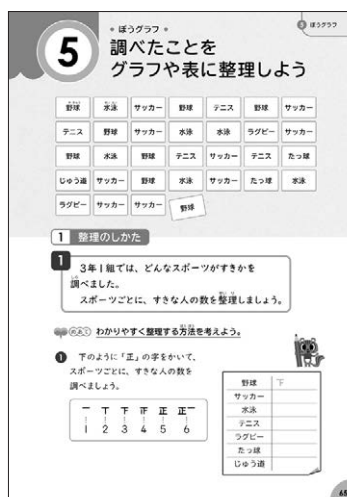 ぼうグラフ
3 ぼうグラフ
5
調べたことを
グラフや表に整理しよう
野球 水泳 サッカー 野球 テニス 野球 サッカー
テニス 野球 サッカー 水泳 水泳 ラグビー サッカー
野球 水泳 野球 テニス サッカー テニス たっ球
じゅう道 サッカー 野球 水泳 サッカー たっ球 水泳
ラグビー サッカー サッカー 野球
1 整理のしかた
1 3年1組では、どんなスポーツがすきかを
調べました。
スポーツごとに、すきな人の数を整理しましょう。
めあて わかりやすく整理する方法を考えよう。
1 下のように「正」の字をかいて、
スポーツごとに、すきな人の数を
調べましょう。
一 T 下 正 正一
1 2 3 4 5 6
野球 下
サッカー
水泳
テニス
ラグビー
たっ球
じゅう道